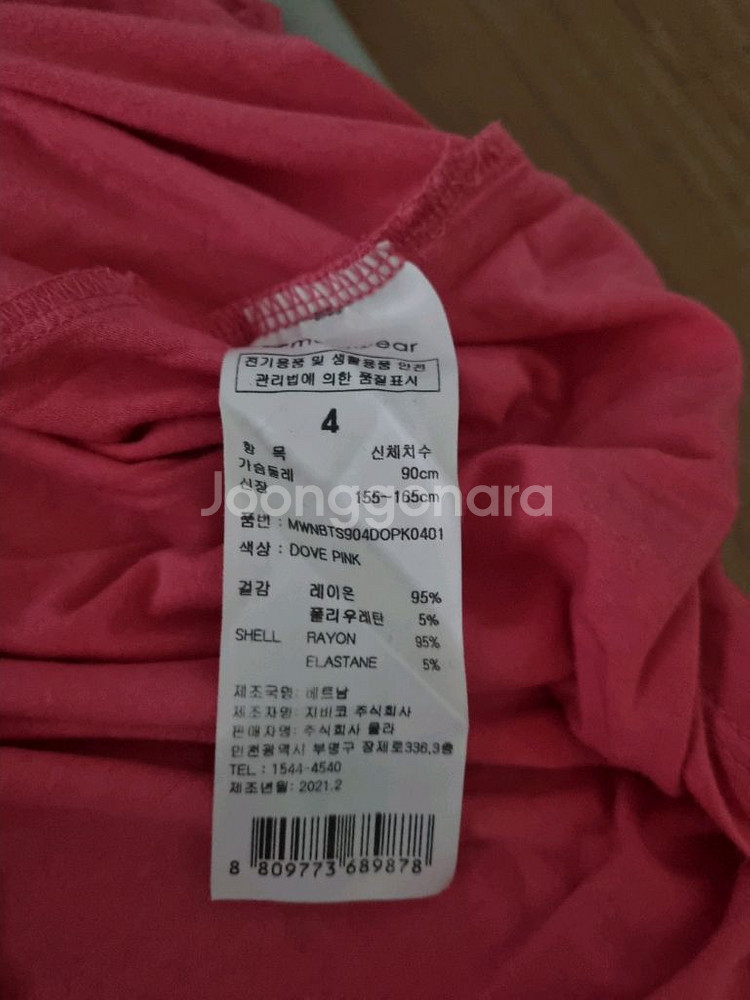 전기용품 및 생활용품 안전
관리법에 의한 품질표시
4
항 목 신체치수
가슴둘레 90cm
신장 155~165cm
Joonggonara
품번 : MWNBTS904DOPK0401
색상 : DOVE PINK
겉감 레이온 95%
폴리우레탄 5%
SHELL RAYON 95%
ELASTANE 5%
제조국명: 베트남
제조자명: 지비코 주식회사
판매자명: 주식회사 뮬라
인천광역시 부평구 장제로336,3층
TEL : 1544-4540
제조년월: 2021.2
8 809773 689878